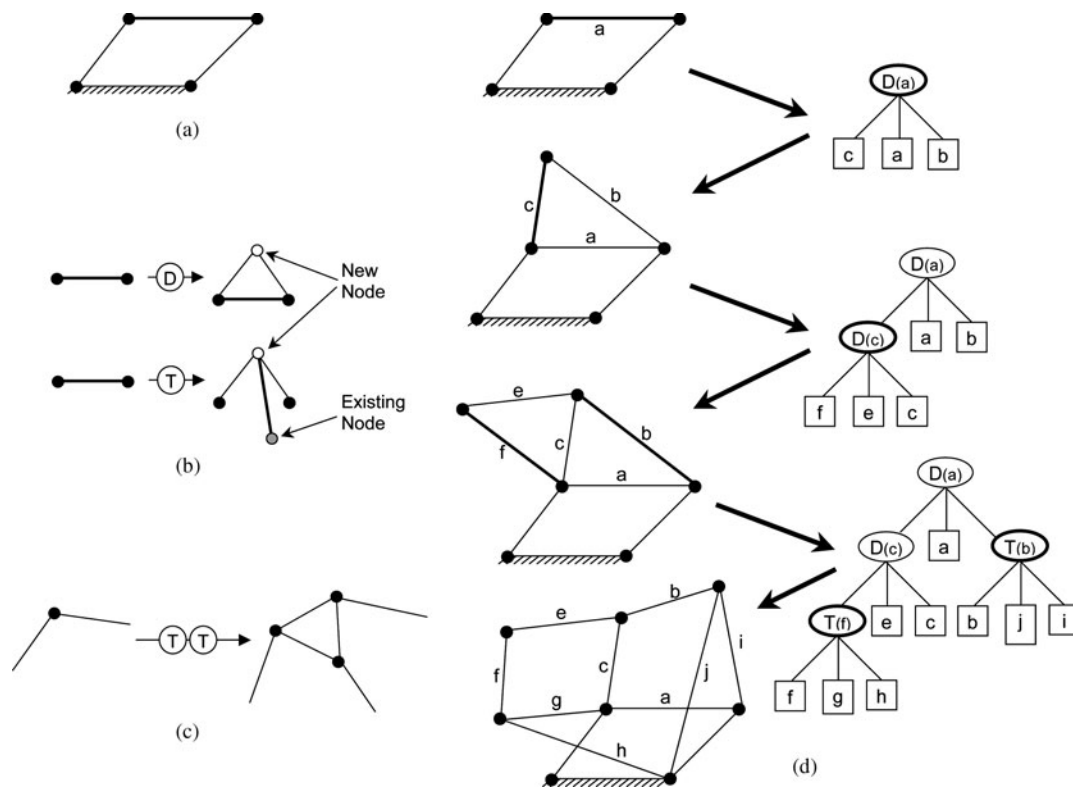 (a)
D
New
Node
T
Existing
Node
(b)
T T
(c)
a
D(a)
c a b
c b
a
D(a)
D(c) a b
f e c
e
c b
f
a
D(a)
D(c) a T(b)
T(f) e c b j i
f g h
b
e
c i
f j
g a
h
(d)